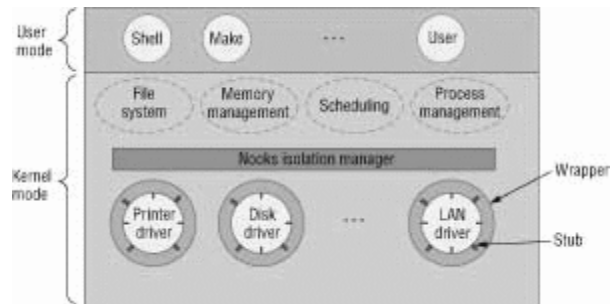 User
mode
Shell
Make
User
File
system
Memory
management
Scheduling
Process
management
Nooks isolation manager
Kernel
mode
Wrapper
Printer
driver
Disk
driver
LAN
driver
Stub